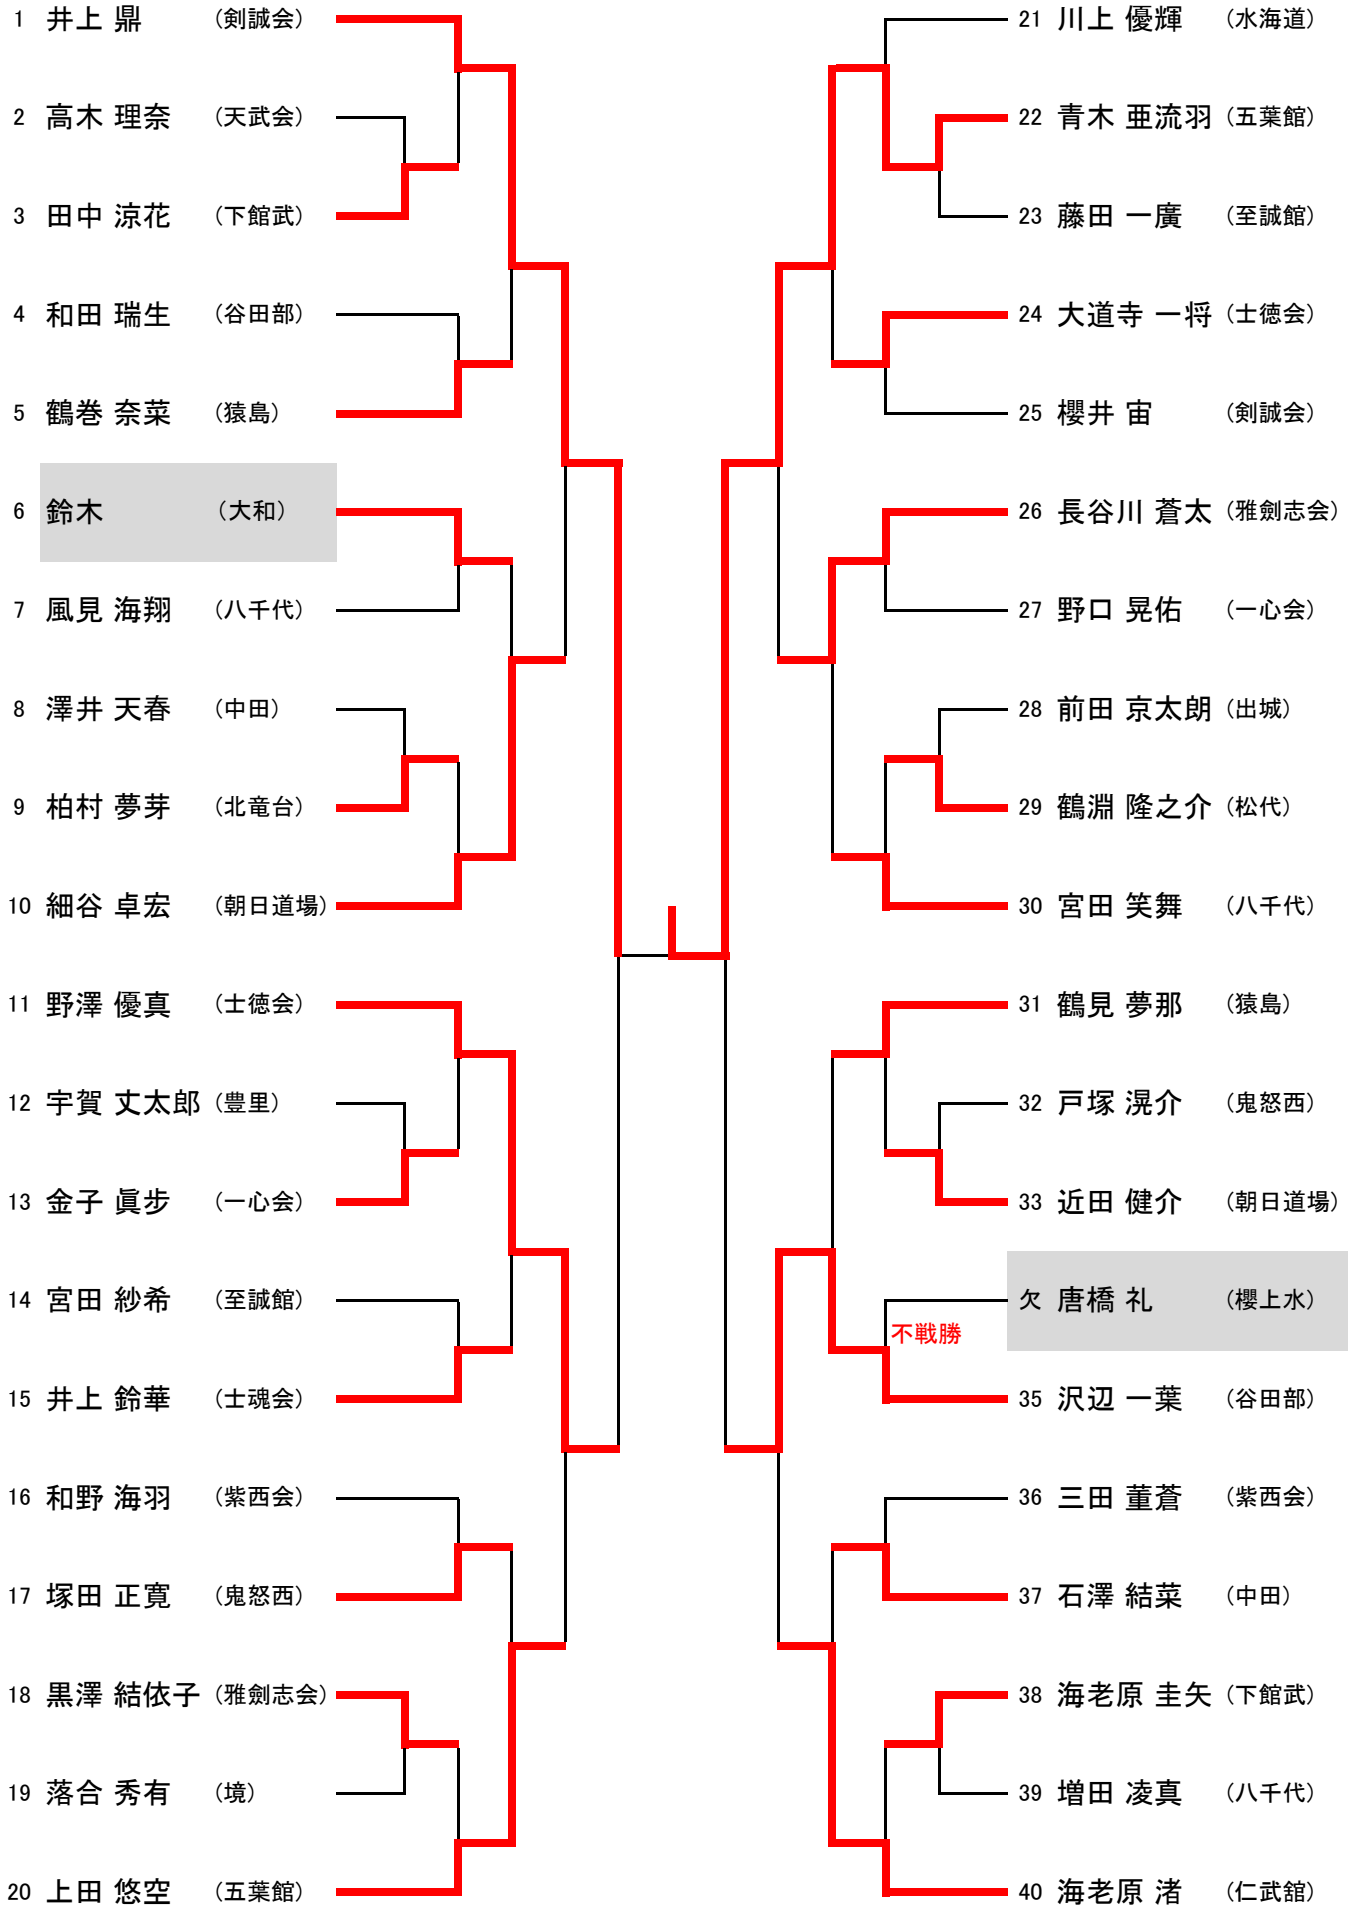 1 井上 鼎 (剣誠会)
2 高木 理奈 (天武会)
3 田中 涼花 (下館武)
4 和田 瑞生 (谷田部)
5 鶴巻 奈菜 (猿島)
6 鈴木 (大和)
7 風見 海翔 (八千代)
8 澤井 天春 (中田)
9 柏村 夢芽 (北竜台)
10 細谷 卓宏 (朝日道場)
11 野澤 優真 (士徳会)
12 宇賀 丈太郎 (豊里)
13 金子 眞歩 (一心会)
14 宮田 紗希 (至誠館)
15 井上 鈴華 (士魂会)
16 和野 海羽 (紫西会)
17 塚田 正寛 (鬼怒西)
18 黒澤 結依子 (雅劍志会)
19 落合 秀有 (境)
20 上田 悠空 (五葉館)
21 川上 優輝 (水海道)
22 青木 亜流羽 (五葉館)
23 藤田 一廣 (至誠館)
24 大道寺 一将 (士徳会)
25 櫻井 宙 (剣誠会)
26 長谷川 蒼太 (雅劍志会)
27 野口 晃佑 (一心会)
28 前田 京太朗 (出城)
29 鶴淵 隆之介 (松代)
30 宮田 笑舞 (八千代)
31 鶴見 夢那 (猿島)
32 戸塚 滉介 (鬼怒西)
33 近田 健介 (朝日道場)
欠 唐橋 礼 (櫻上水)
不戦勝
35 沢辺 一葉 (谷田部)
36 三田 菫蒼 (紫西会)
37 石澤 結菜 (中田)
38 海老原 圭矢 (下館武)
39 増田 凌真 (八千代)
40 海老原 渚 (仁武舘)